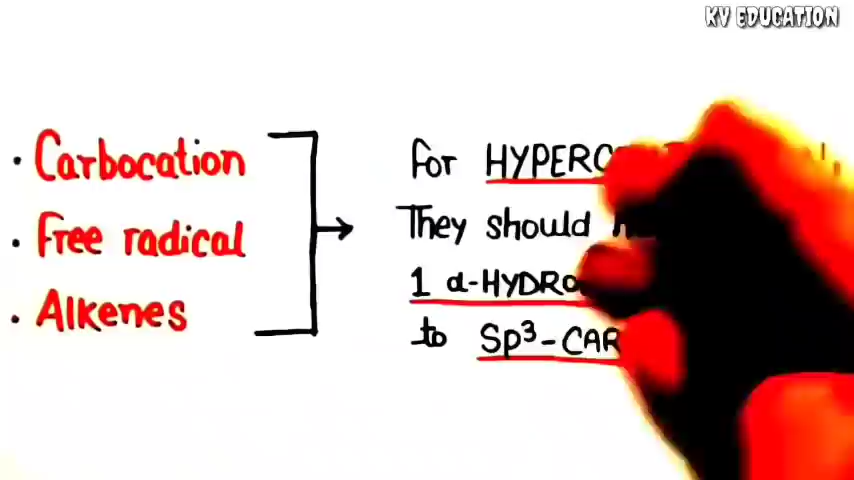 KV EDUCATION
• Carbocation
• Free radical
• Alkenes
for HYPERC
They should
1 α-HYDRO
to Sp³-CAR